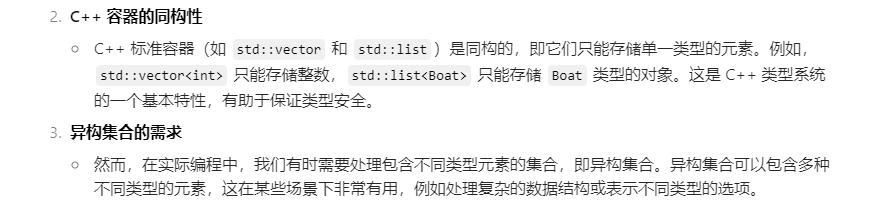 2. C++ 容器的同构性
○ C++ 标准容器（如 std::vector 和 std::list）是同构的，即它们只能存储单一类型的元素。例如，
std::vector<int> 只能存储整数，std::list<Boat> 只能存储 Boat 类型的对象。这是 C++ 类型系统
的一个基本特性，有助于保证类型安全。
3. 异构集合的需求
○ 然而，在实际编程中，我们有时需要处理包含不同类型元素的集合，即异构集合。异构集合可以包含多种
不同类型的元素，这在某些场景下非常有用，例如处理复杂的数据结构或表示不同类型的选项。